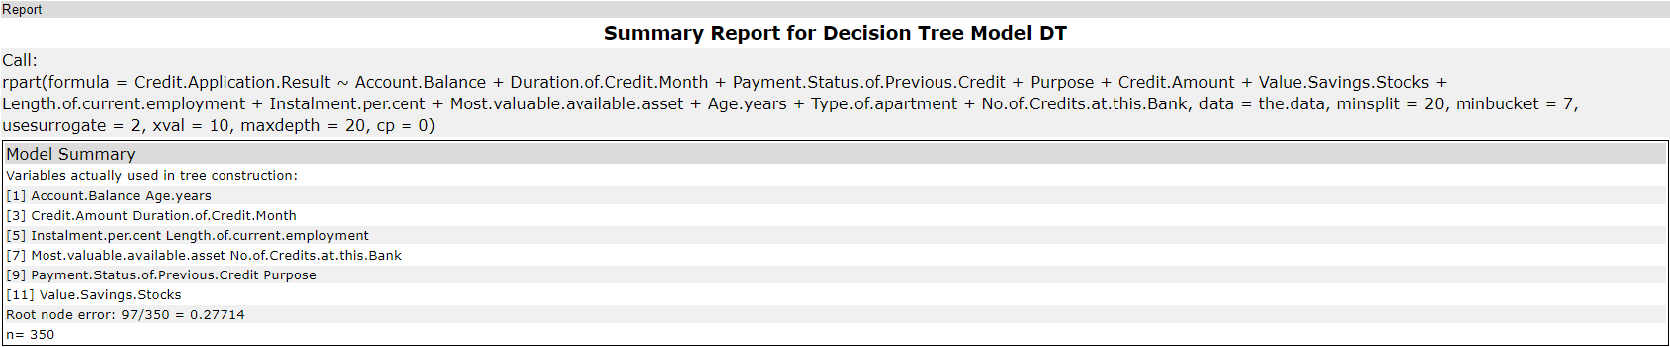 Report
Summary Report for Decision Tree Model DT
Call:
rpart(formula = Credit.Application.Result ~ Account.Balance + Duration.of.Credit.Month + Payment.Status.of.Previous.Credit + Purpose + Credit.Amount + Value.Savings.Stocks +
Length.of.current.employment + Instalment.per.cent + Most.valuable.available.asset + Age.years + Type.of.apartment + No.of.Credits.at.this.Bank, data = the.data, minsplit = 20, minbucket = 7,
usesurrogate = 2, xval = 10, maxdepth = 20, cp = 0)
Model Summary
Variables actually used in tree construction:
[1] Account.Balance Age.years
[3] Credit.Amount Duration.of.Credit.Month
[5] Instalment.per.cent Length.of.current.employment
[7] Most.valuable.available.asset No.of.Credits.at.this.Bank
[9] Payment.Status.of.Previous.Credit Purpose
[11] Value.Savings.Stocks
Root node error: 97/350 = 0.27714
n= 350